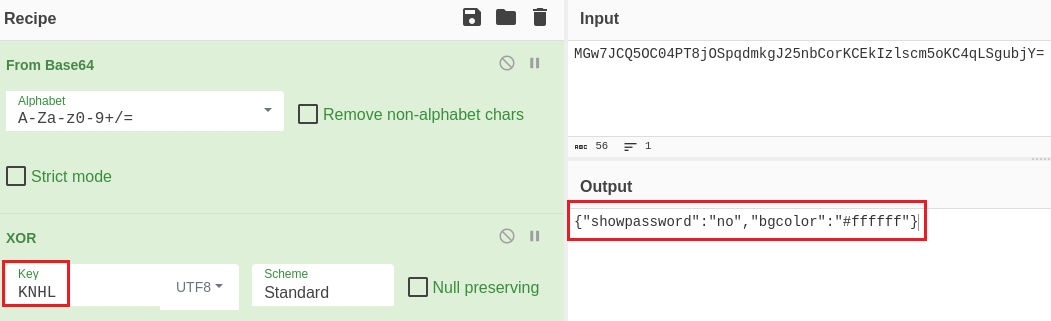 Recipe
From Base64
Alphabet
A-Za-z0-9+/=
Remove non-alphabet chars
Strict mode
XOR
Key
KNHL
UTF8
Scheme
Standard
Null preserving
Input
MGw7JCQ5OC04PT8jOSpqdmkgJ25nbCorKCEkIzlscm5oKC4qLSgubjY=
ABC 56 1
Output
{"showpassword":"no","bgcolor":"#ffffff"}